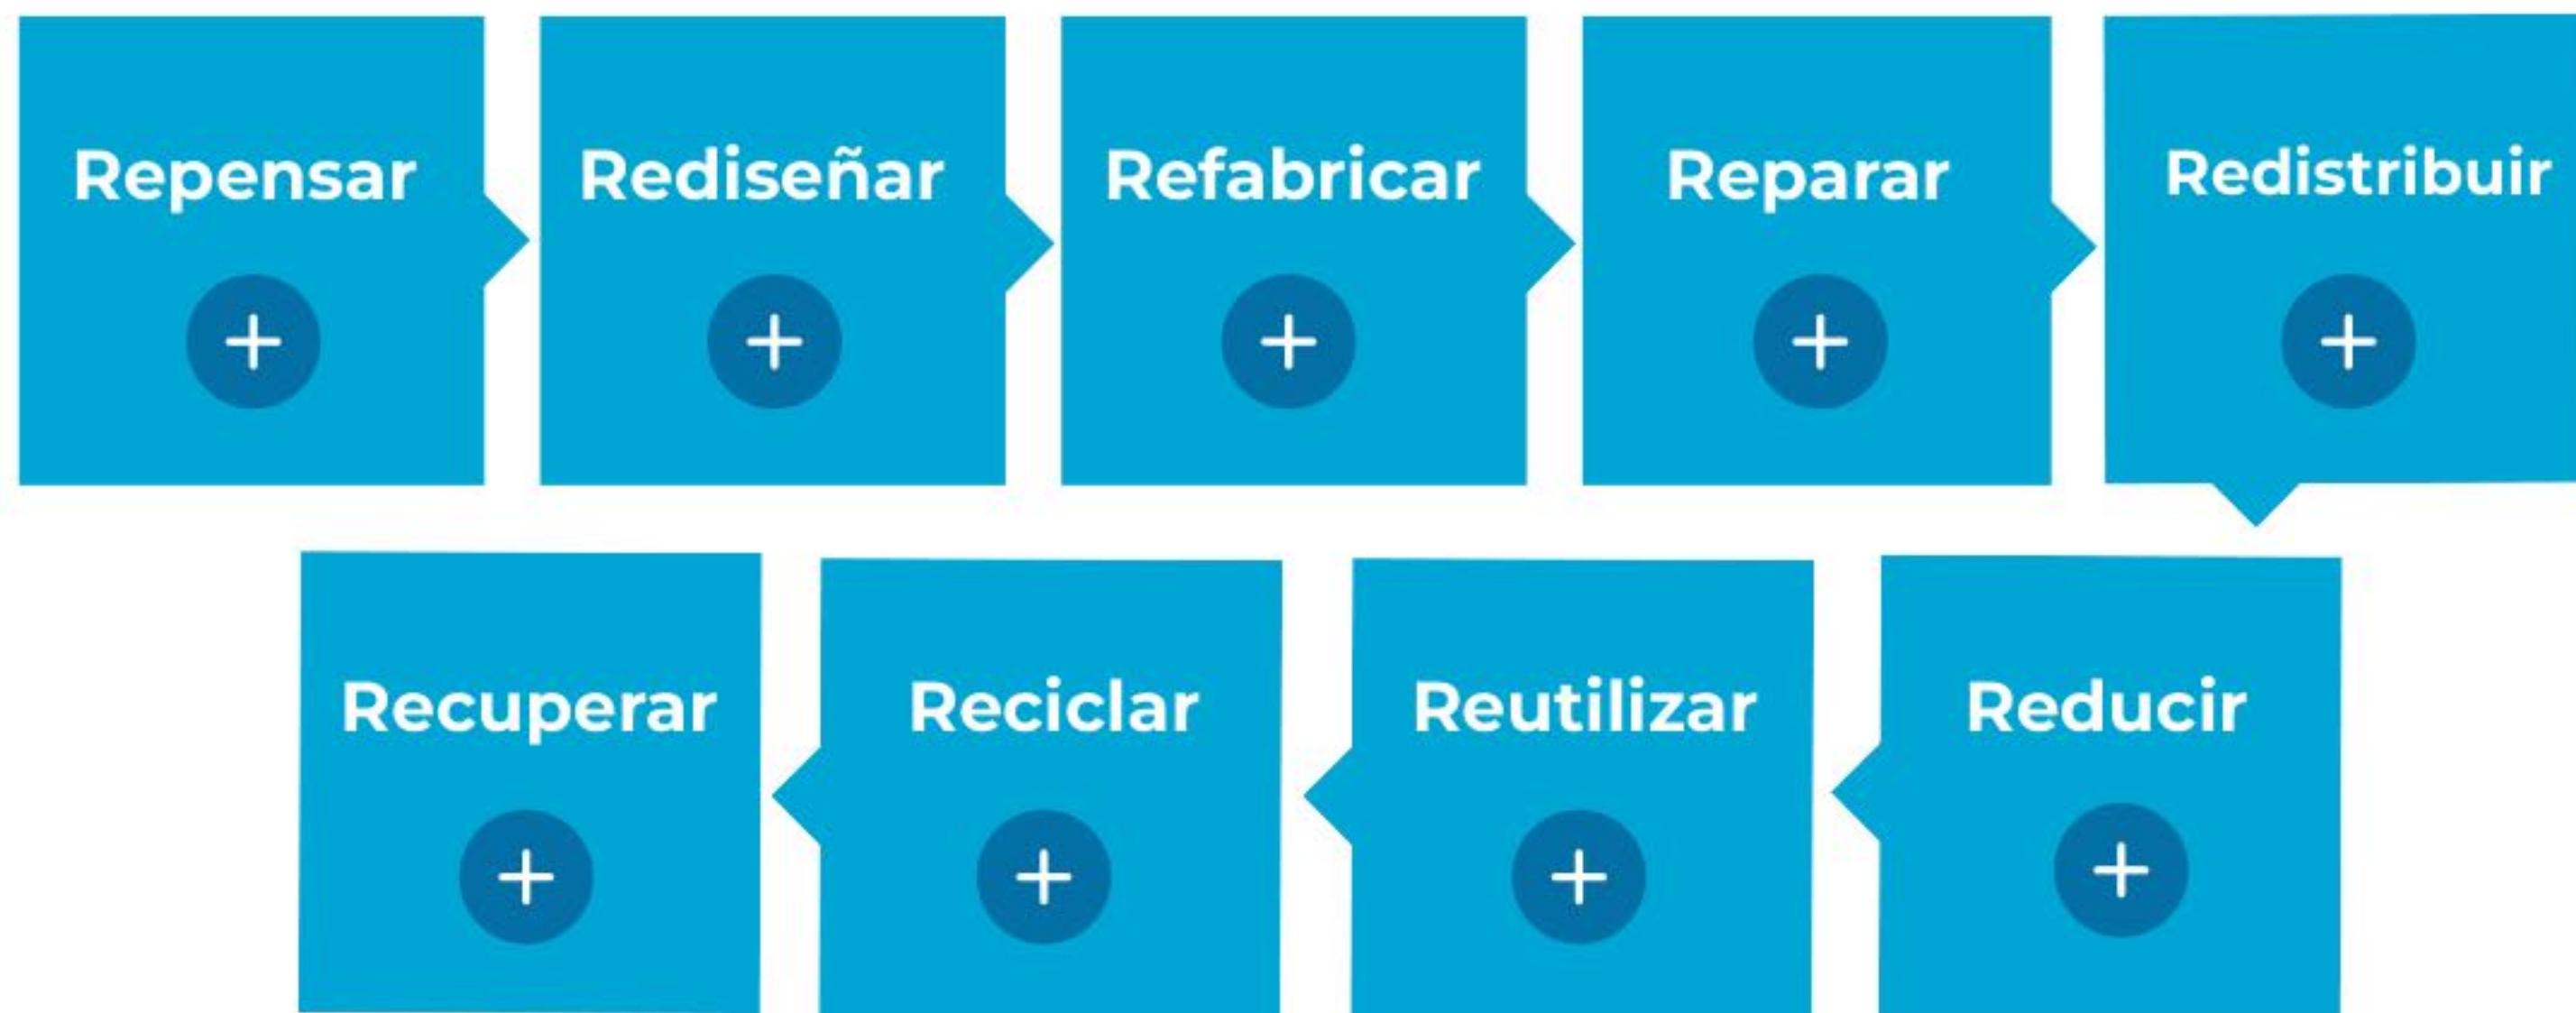 Repensar
+
Rediseñar
+
Refabricar
+
Reparar
+
Redistribuir
+
Reducir
+
Reutilizar
+
Reciclar
+
Recuperar
+